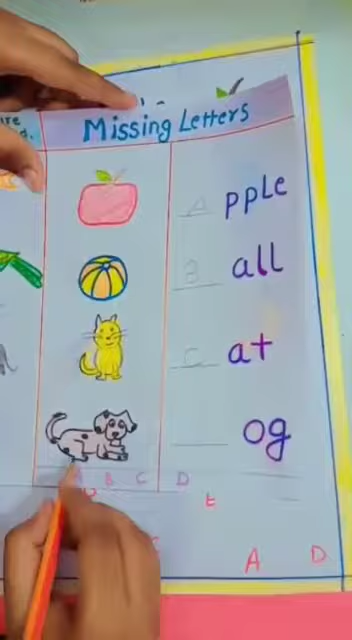 Missing Letters
A pple
B all
C at
og
A B C D
t
A D